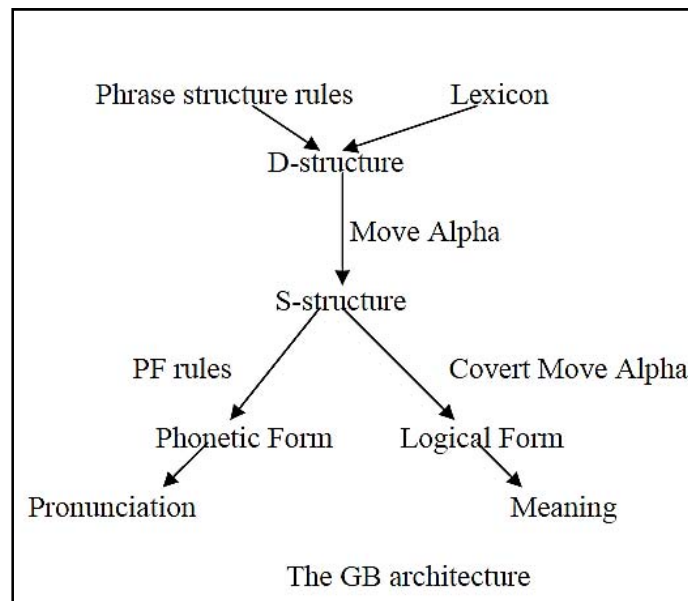 Phrase structure rules Lexicon
D-structure
Move Alpha
S-structure
PF rules Covert Move Alpha
Phonetic Form Logical Form
Pronunciation Meaning
The GB architecture